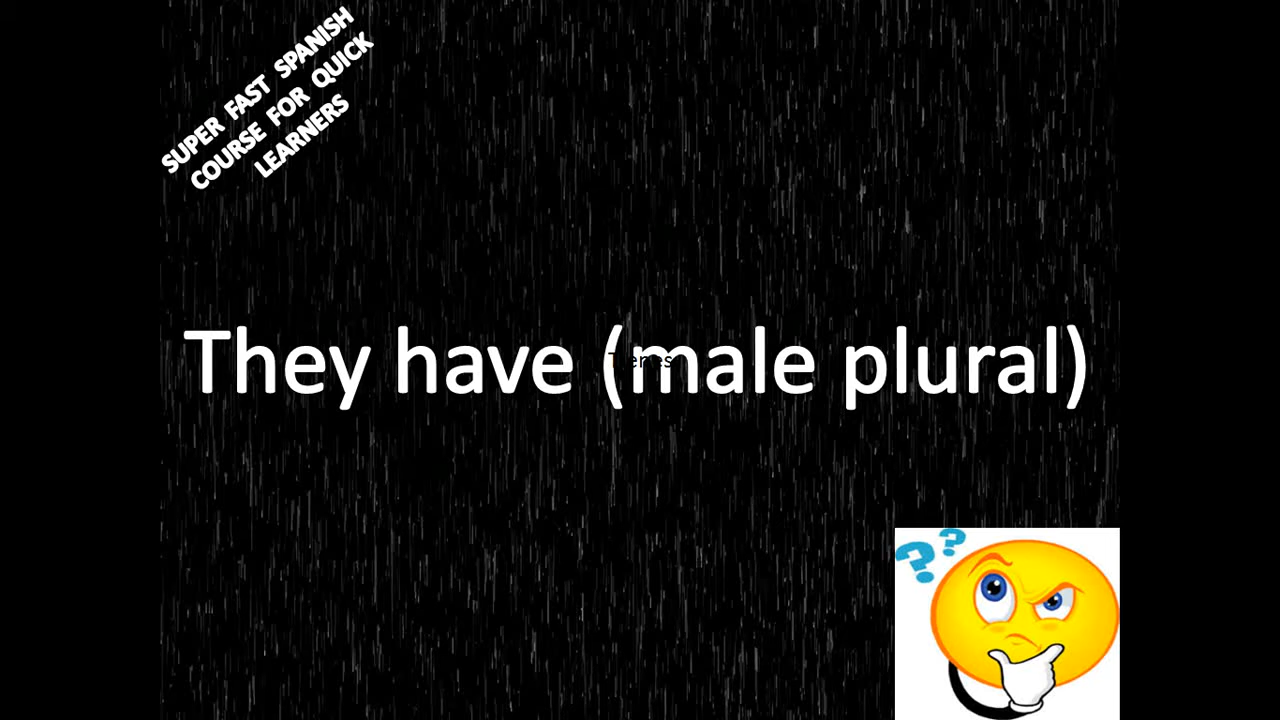 SUPER FAST SPANISH
COURSE FOR QUICK
LEARNERS
They have (male plural)